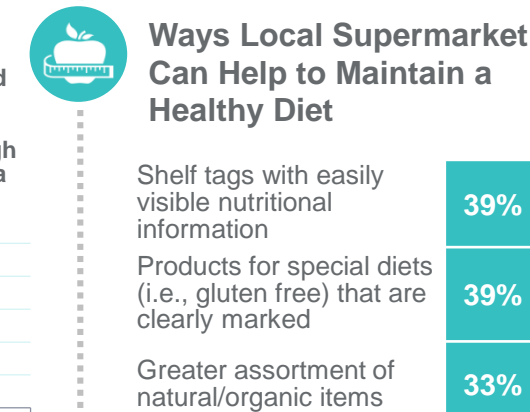 Ways Local Supermarket
Can Help to Maintain a
Healthy Diet
Shelf tags with easily
visible nutritional
information
39%
Products for special diets
(i.e., gluten free) that are
clearly marked
39%
Greater assortment of
natural/organic items
33%